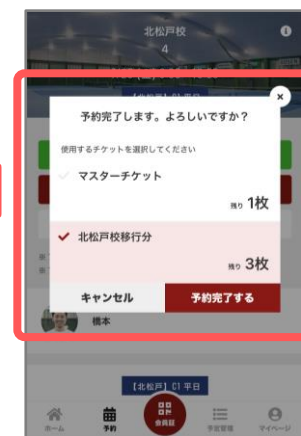 北松戸校
4
予約完了します。よろしいですか？
使用するチケットを選択してください
マスターチケット
残り 1枚
北松戸校移行分
残り 3枚
キャンセル
予約完了する
橋本
【北松戸】C1 平日
ホーム
予約
会員証
予習管理
マイページ